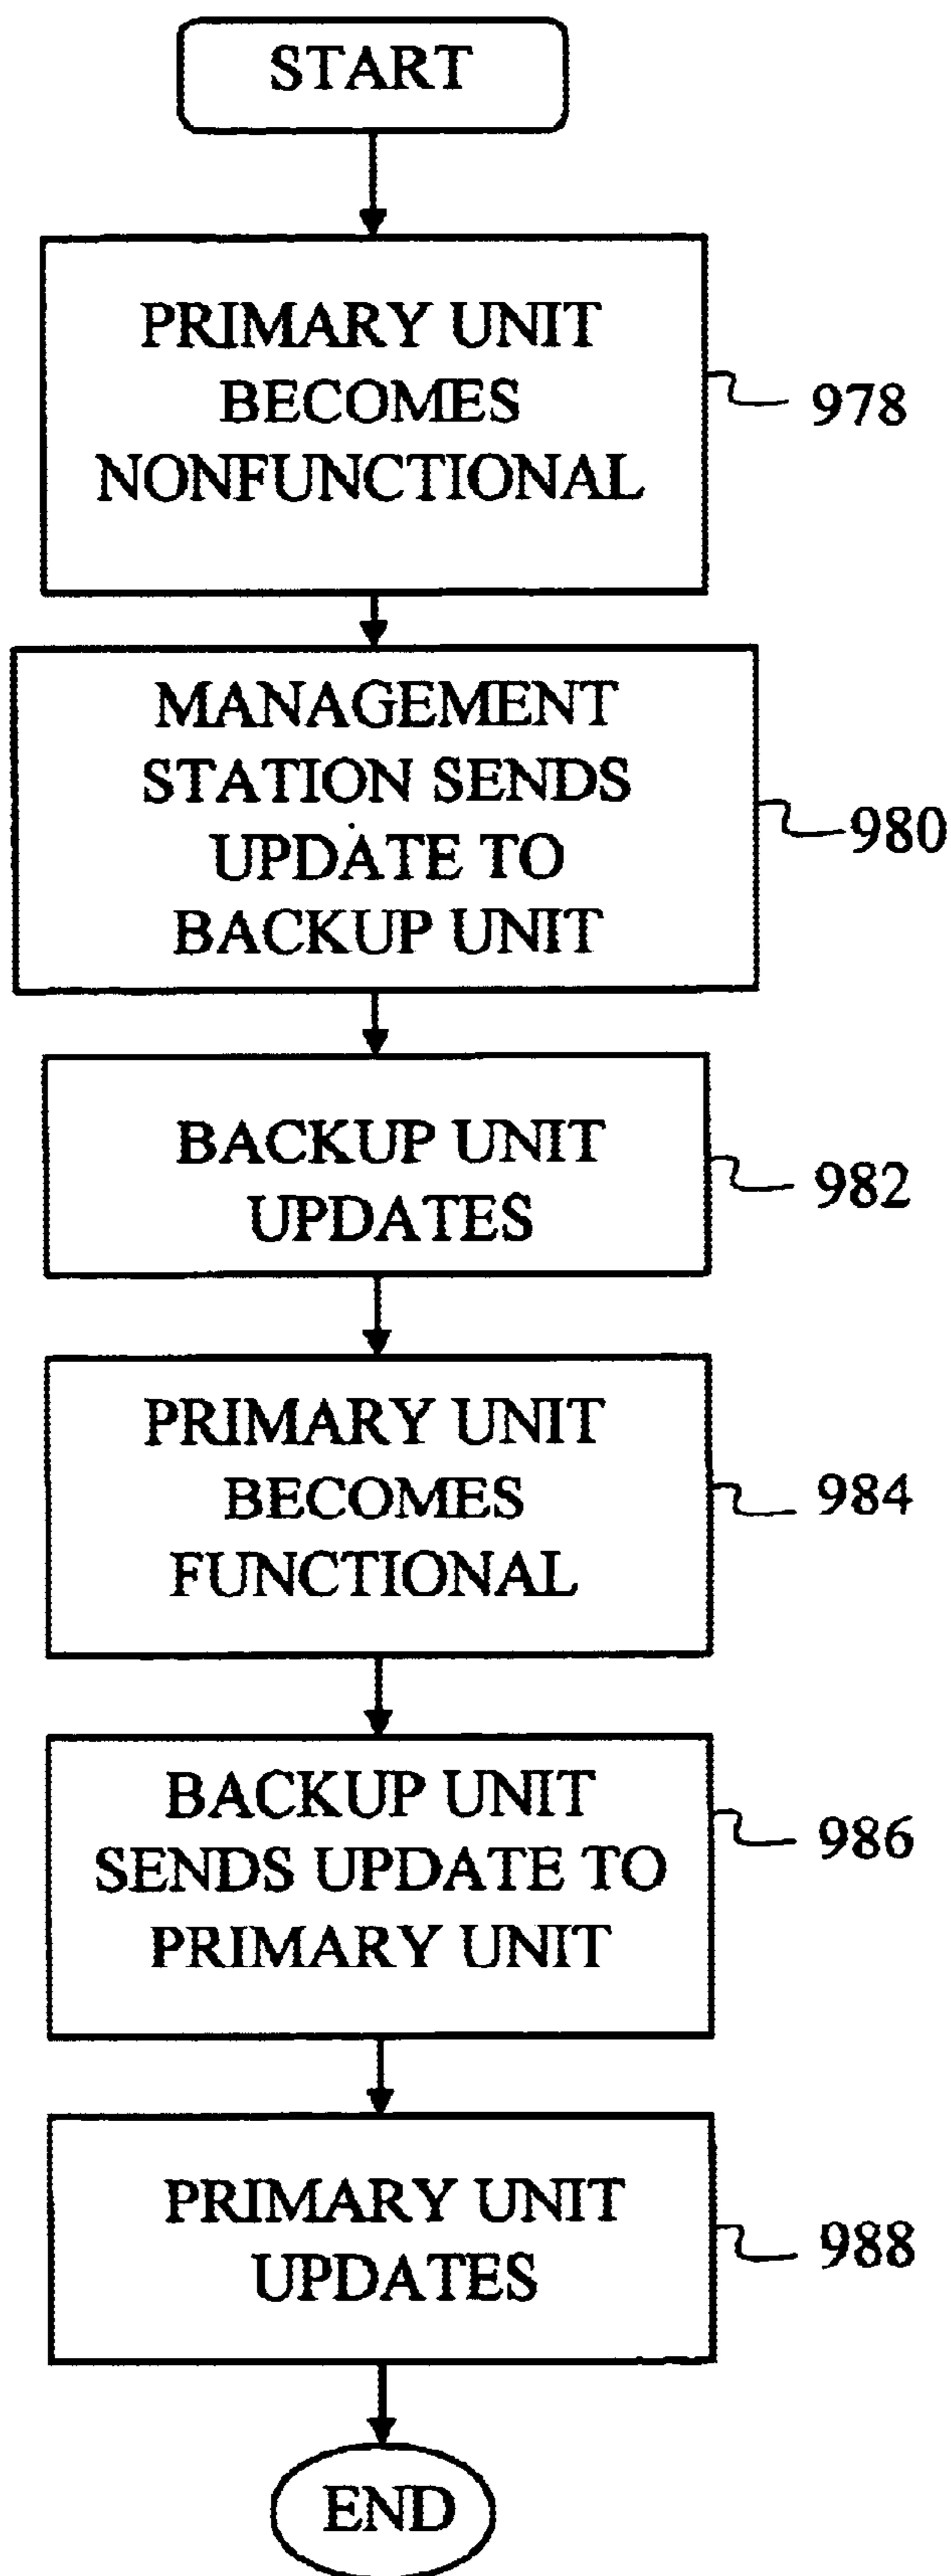 START
PRIMARY UNIT
BECOMES
NONFUNCTIONAL
978
MANAGEMENT
STATION SENDS
UPDATE TO
BACKUP UNIT
980
BACKUP UNIT
UPDATES
982
PRIMARY UNIT
BECOMES
FUNCTIONAL
984
BACKUP UNIT
SENDS UPDATE TO
PRIMARY UNIT
986
PRIMARY UNIT
UPDATES
988
END